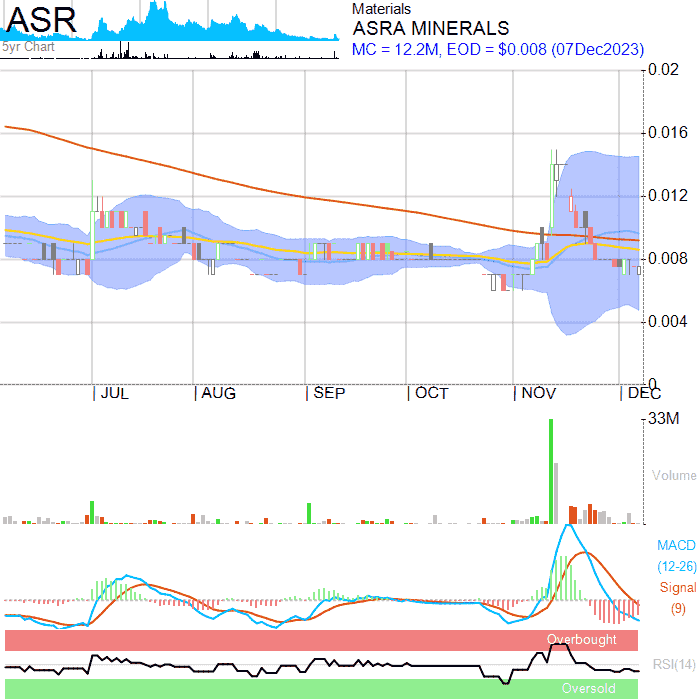 ASR
5yr Chart
Materials
ASRA MINERALS
MC = 12.2M, EOD = $0.008 (07Dec2023)
0.02
0.016
0.012
0.008
0.004
0
JUL AUG SEP OCT NOV DEC
33M
Volume
MACD
(12-26)
Signal
(9)
Overbought
RSI(14)
Oversold